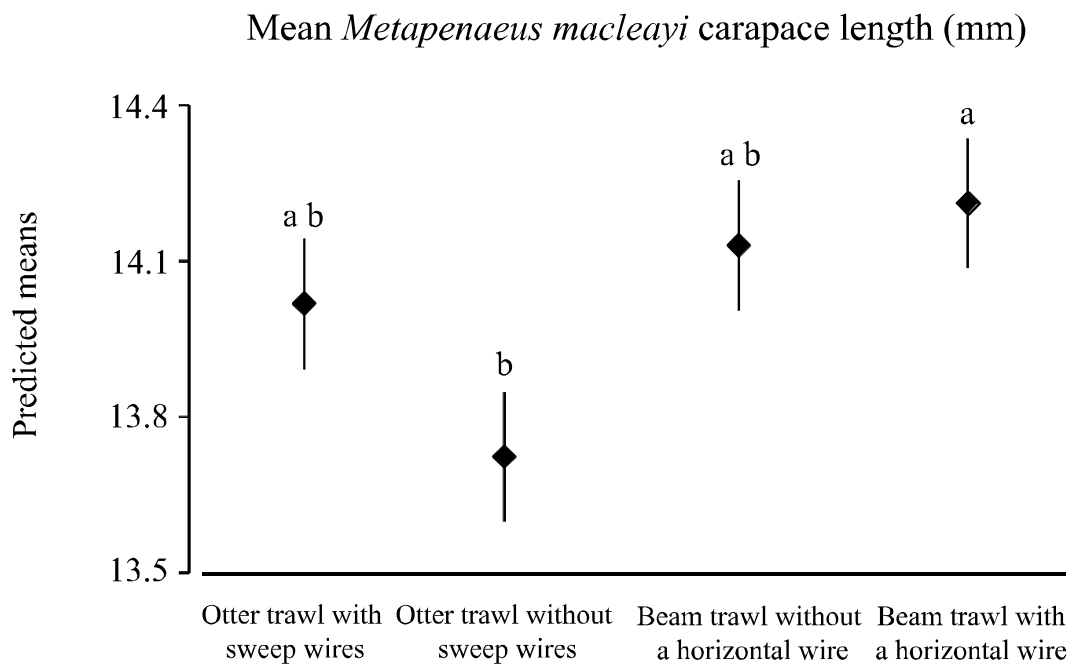 Mean Metapenaeus macleayi carapace length (mm)
Predicted means
14.4
14.1
13.8
13.5
a b
b
a b
a
Otter trawl with
sweep wires
Otter trawl without
sweep wires
Beam trawl without
a horizontal wire
Beam trawl with
a horizontal wire